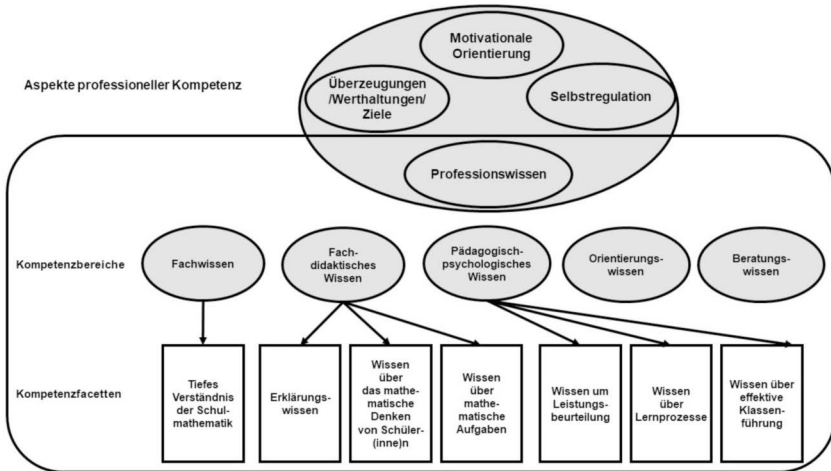 Motivationale
Orientierung
Aspekte professioneller Kompetenz
Überzeugungen
/Werthaltungen/
Ziele
Selbstregulation
Professionswissen
Kompetenzbereiche
Fachwissen
Fach-
didaktisches
Wissen
Pädagogisch-
psychologisches
Wissen
Orientierungs-
wissen
Beratungs-
wissen
Kompetenzfacetten
Tiefes
Verständnis
der Schul-
mathematik
Erklärungs-
wissen
Wissen
über
das mathe-
matische
Denken
von Schüler-
(inne)n
Wissen
über
mathe-
matische
Aufgaben
Wissen um
Leistungs-
beurteilung
Wissen
über
Lernprozesse
Wissen über
effektive
Klassen-
führung